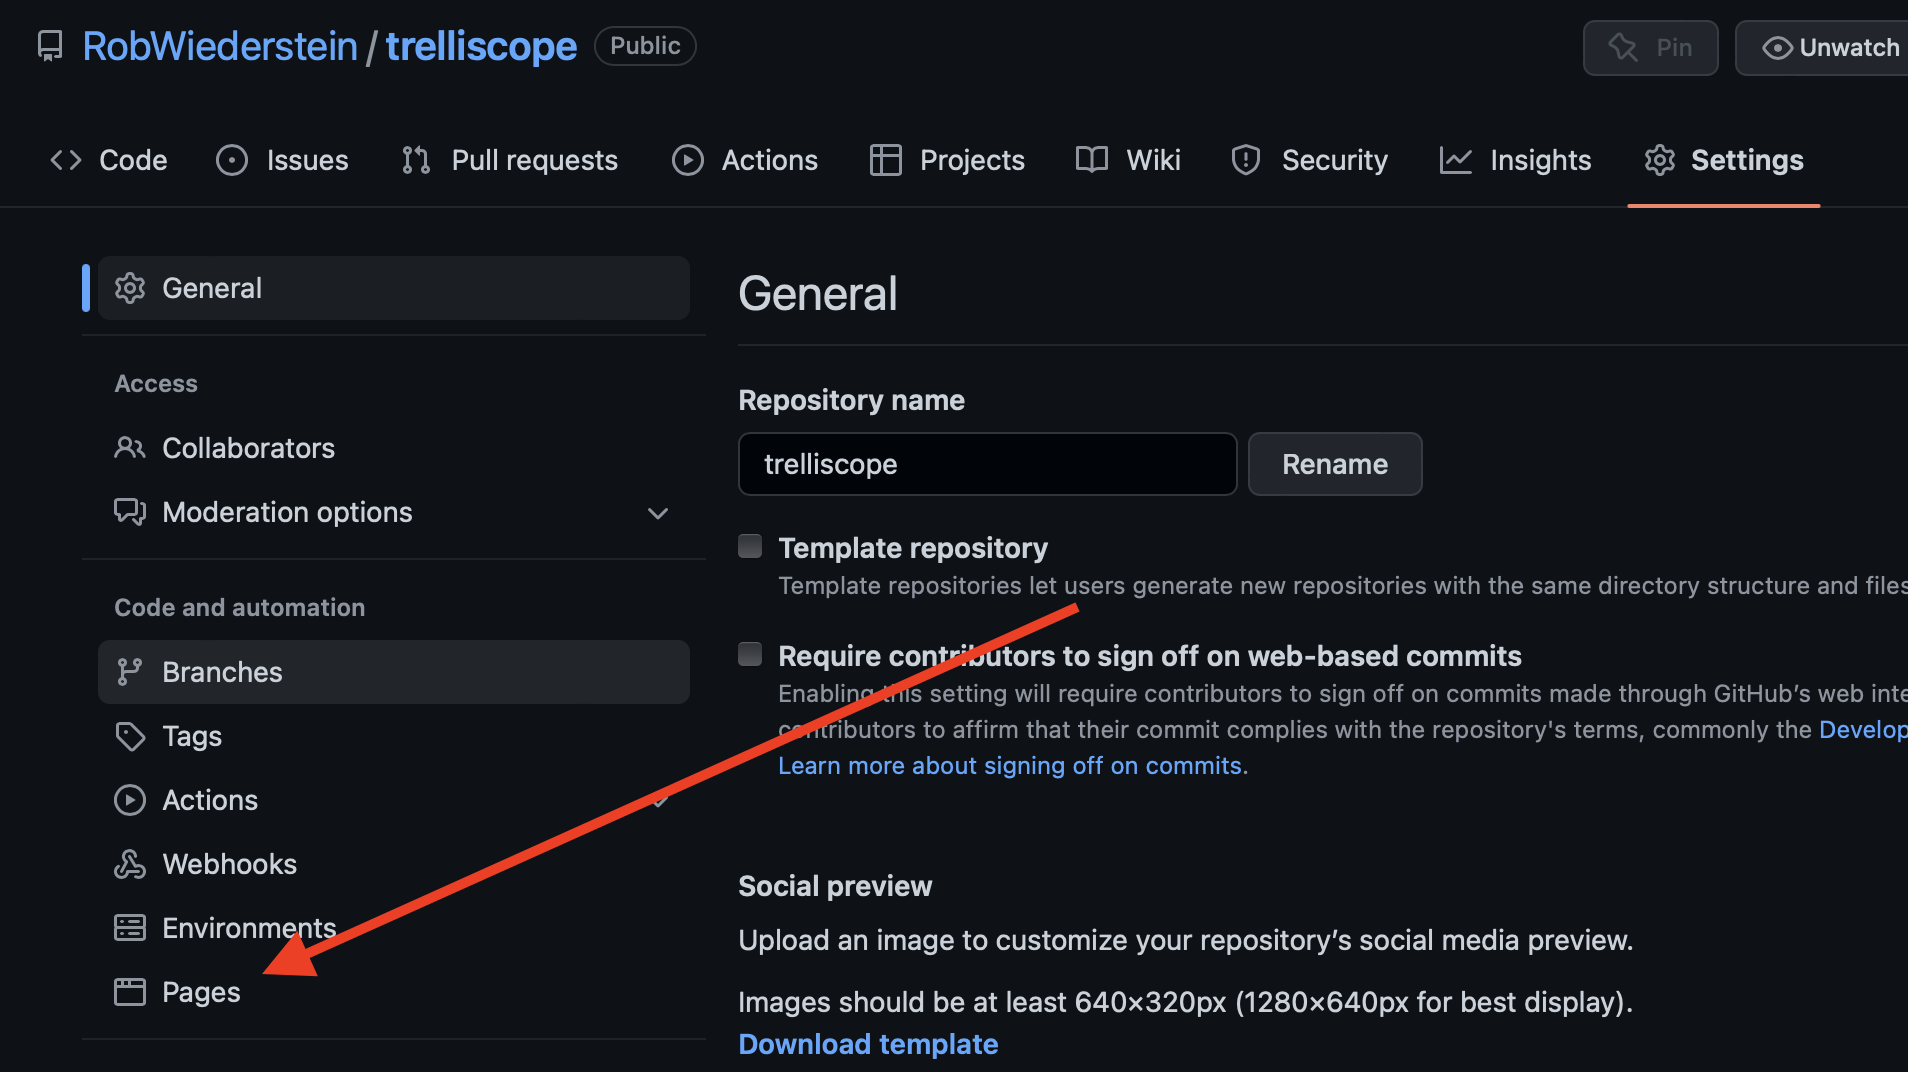 RobWiederstein / trelliscope Public Pin Unwatch
Code Issues Pull requests Actions Projects Wiki Security Insights Settings
General
Access
Collaborators
Moderation options
Code and automation
Branches
Tags
Actions
Webhooks
Environments
Pages
General
Repository name
trelliscope Rename
Template repository
Template repositories let users generate new repositories with the same directory structure and files
Require contributors to sign off on web-based commits
Enabling this setting will require contributors to sign off on commits made through GitHub’s web inte
contributors to affirm that their commit complies with the repository's terms, commonly the Develop
Learn more about signing off on commits.
Social preview
Upload an image to customize your repository’s social media preview.
Images should be at least 640×320px (1280×640px for best display).
Download template